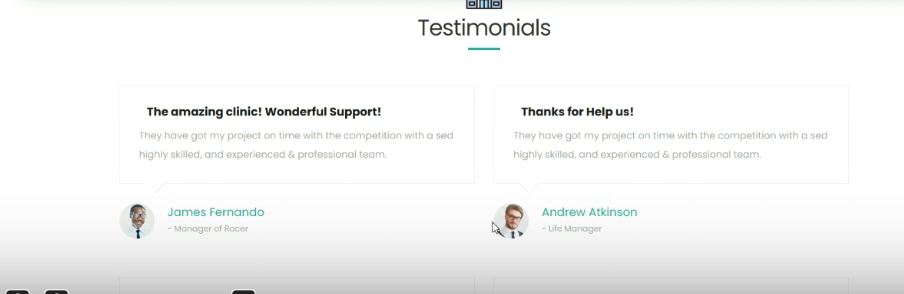 Testimonials
The amazing clinic! Wonderful Support!
They have got my project on time with the competition with a sed
highly skilled, and experienced & professional team.
James Fernando
- Manager of Racer
Thanks for Help us!
They have got my project on time with the competition with a sed
highly skilled, and experienced & professional team.
Andrew Atkinson
- Life Manager